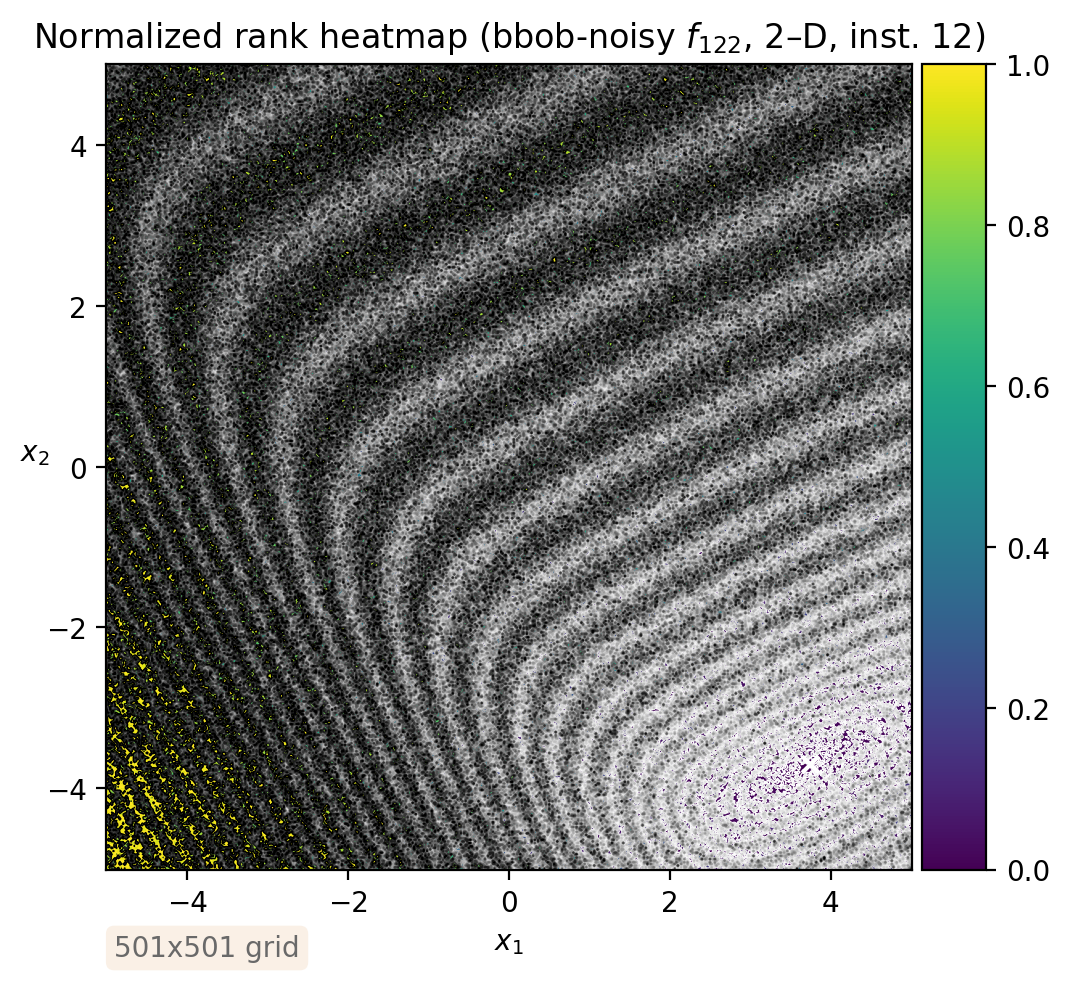 Normalized rank heatmap (bbob-noisy f₁₂₂, 2–D, inst. 12)
1.0
0.8
0.6
0.4
0.2
0.0
4
2
0
−2
−4
x₂
−4 −2 0 2 4
x₁
501x501 grid